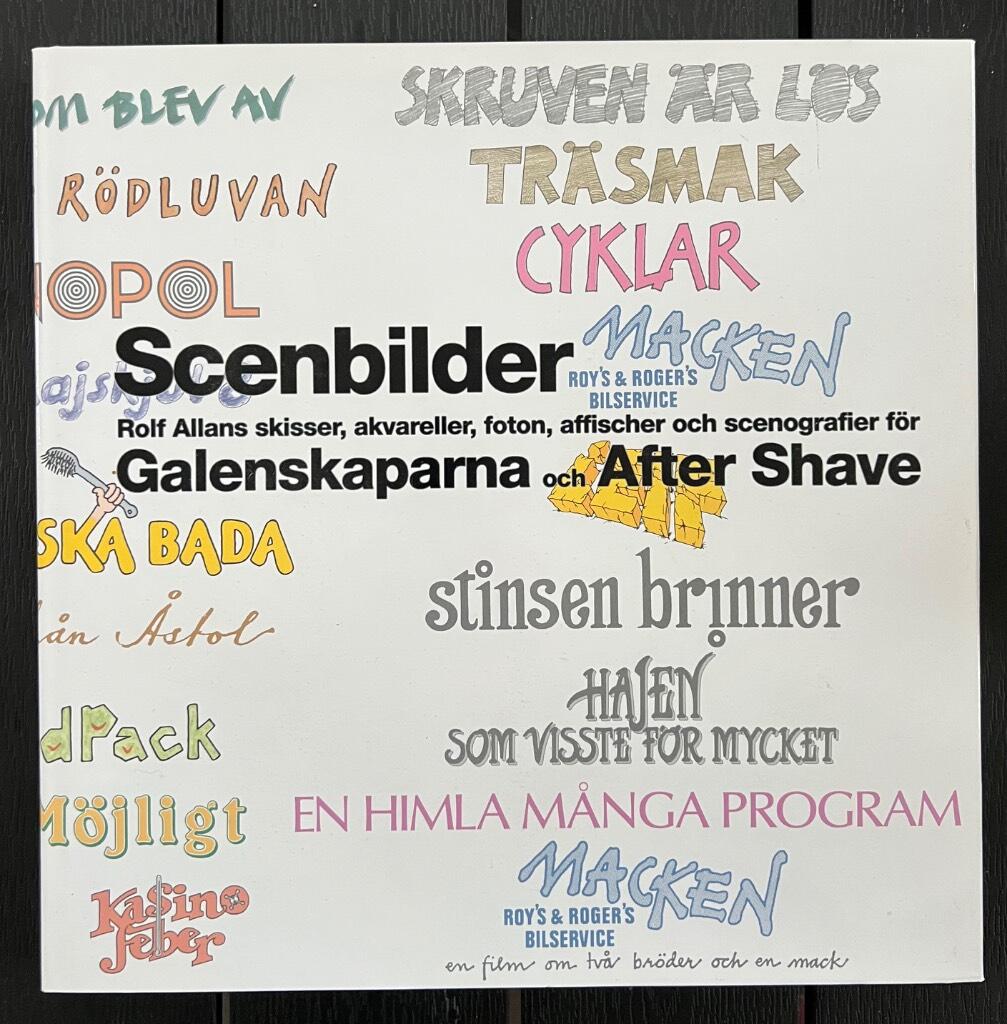 OM BLEV AV
SKRUVEN ÄR LÖS
TRÄSMAK
RÖDLUVAN
CYKLAR
NOPOL
MACKEN
ROY'S & ROGER'S
BILSERVICE
Scenbilder
Rolf Allans skisser, akvareller, foton, affischer och scenografier för
Galenskaparna och After Shave
SKA BADA
stinsen brinner
ån Åstol
HAJEN
SOM VISSTE FÖR MYCKET
dPack
EN HIMLA MÅNGA PROGRAM
Möjligt
MACKEN
ROY'S & ROGER'S
BILSERVICE
Kasino
feber
en film om två bröder och en mack